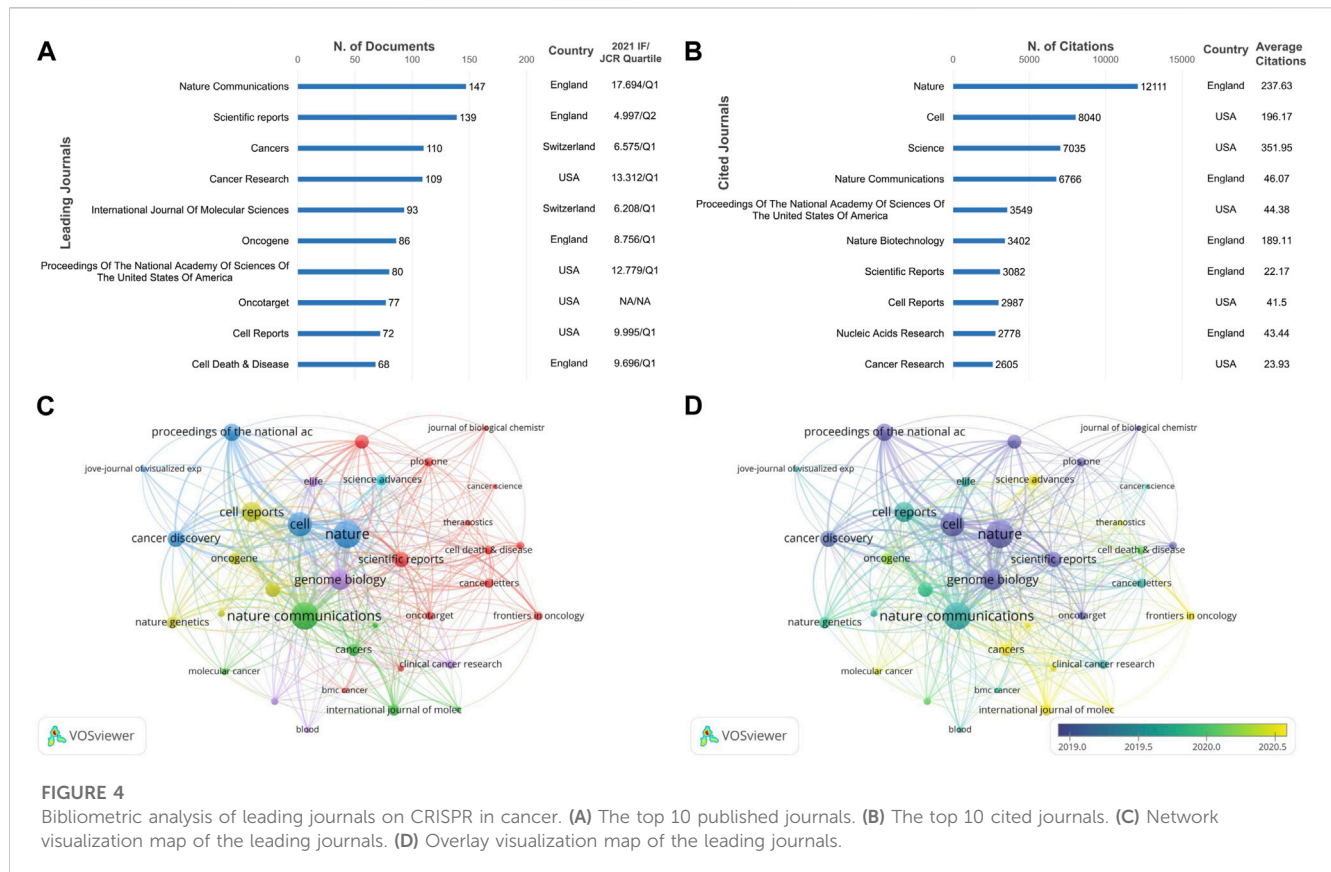 A
N. of Documents
Country
2021 IF/
JCR Quartile
0 50 100 150 200
Leading Journals
Nature Communications 147 England 17.694/Q1
Scientific reports 139 England 4.997/Q2
Cancers 110 Switzerland 6.575/Q1
Cancer Research 109 USA 13.312/Q1
International Journal Of Molecular Sciences 93 Switzerland 6.208/Q1
Oncogene 86 England 8.756/Q1
Proceedings Of The National Academy Of Sciences Of
The United States Of America 80 USA 12.779/Q1
Oncotarget 77 USA NA/NA
Cell Reports 72 USA 9.995/Q1
Cell Death & Disease 68 England 9.696/Q1
B
N. of Citations
Country
Average
Citations
0 5000 10000 15000
Cited Journals
Nature 12111 England 237.63
Cell 8040 USA 196.17
Science 7035 USA 351.95
Nature Communications 6766 England 46.07
Proceedings Of The National Academy Of Sciences Of
The United States Of America 3549 USA 44.38
Nature Biotechnology 3402 England 189.11
Scientific Reports 3082 England 22.17
Cell Reports 2987 USA 41.5
Nucleic Acids Research 2778 England 43.44
Cancer Research 2605 USA 23.93
C
proceedings of the national ac
journal of biological chemistr
plos one
jove-journal of visualized exp
elife
science advances
cancer science
cell reports
cell
nature
theranostics
cancer discovery
oncogene
scientific reports
cell death & disease
genome biology
cancer letters
nature communications
oncotarget
frontiers in oncology
nature genetics
cancers
molecular cancer
clinical cancer research
bmc cancer
international journal of molec
blood
VOSviewer
D
proceedings of the national ac
journal of biological chemistr
plos one
jove-journal of visualized exp
elife
science advances
cancer science
cell reports
cell
nature
theranostics
cancer discovery
oncogene
scientific reports
cell death & disease
genome biology
cancer letters
nature communications
oncotarget
frontiers in oncology
nature genetics
cancers
molecular cancer
clinical cancer research
bmc cancer
international journal of molec
blood
VOSviewer
2019.0 2019.5 2020.0 2020.5
FIGURE 4
Bibliometric analysis of leading journals on CRISPR in cancer. (A) The top 10 published journals. (B) The top 10 cited journals. (C) Network
visualization map of the leading journals. (D) Overlay visualization map of the leading journals.